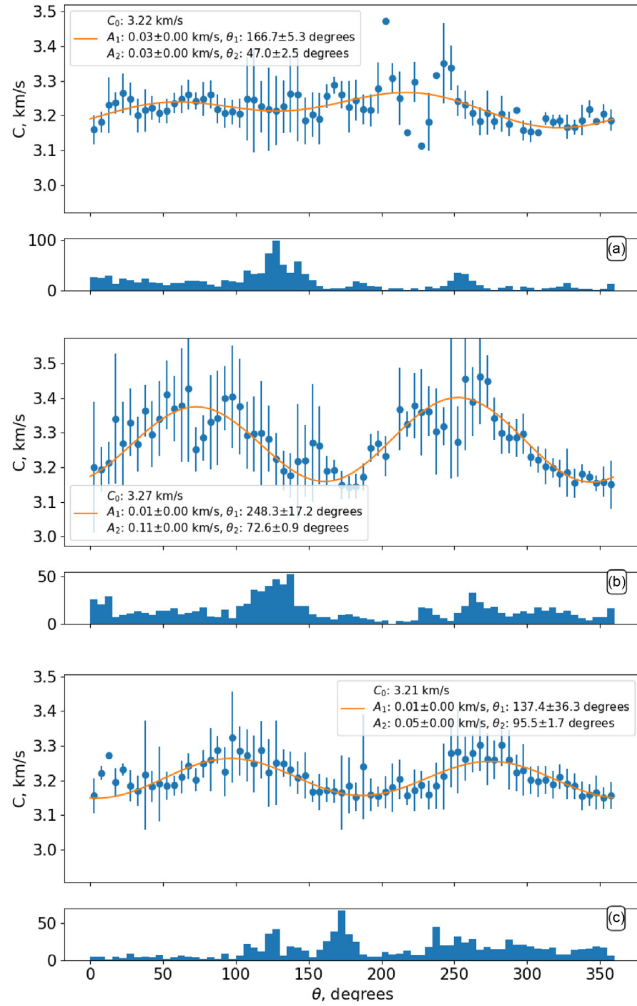 3.5
3.4
3.3
3.2
3.1
3.0
C, km/s
C₀: 3.22 km/s
A₁: 0.03±0.00 km/s, θ₁: 166.7±5.3 degrees
A₂: 0.03±0.00 km/s, θ₂: 47.0±2.5 degrees
100
0
(a)
3.5
3.4
3.3
3.2
3.1
3.0
C, km/s
C₀: 3.27 km/s
A₁: 0.01±0.00 km/s, θ₁: 248.3±17.2 degrees
A₂: 0.11±0.00 km/s, θ₂: 72.6±0.9 degrees
50
0
(b)
3.5
3.4
3.3
3.2
3.1
3.0
C, km/s
C₀: 3.21 km/s
A₁: 0.01±0.00 km/s, θ₁: 137.4±36.3 degrees
A₂: 0.05±0.00 km/s, θ₂: 95.5±1.7 degrees
50
0
(c)
0 50 100 150 200 250 300 350
θ, degrees